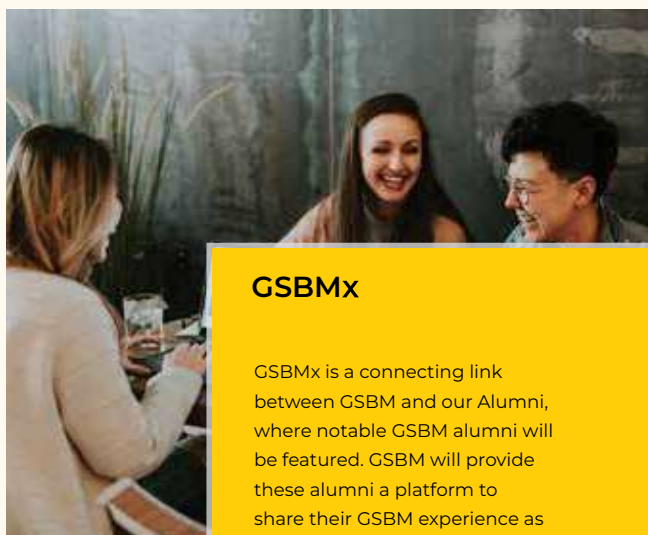 GSBMx
GSBMx is a connecting link
between GSBM and our Alumni,
where notable GSBM alumni will
be featured. GSBM will provide
these alumni a platform to
share their GSBM experience as